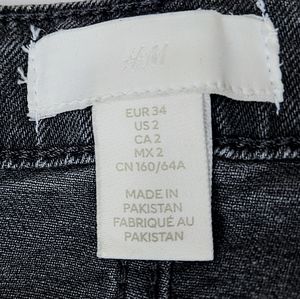 H&M
EUR 34
US 2
CA 2
MX 2
CN 160/64A
MADE IN
PAKISTAN
FABRIQUÉ AU
PAKISTAN